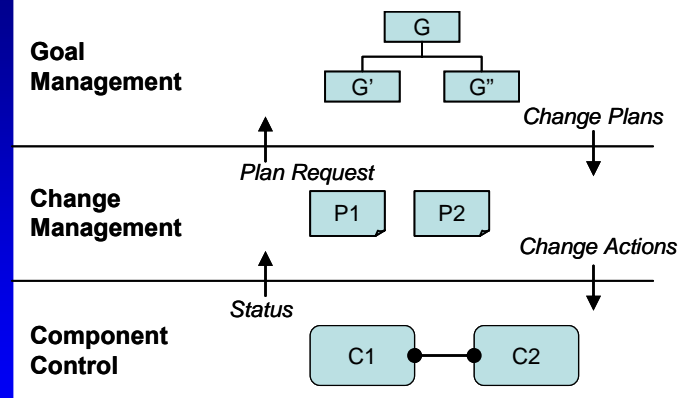 G
Goal
Management
G'
G”
Change Plans
Plan Request
Change
Management
P1
P2
Change Actions
Status
Component
Control
C1
C2